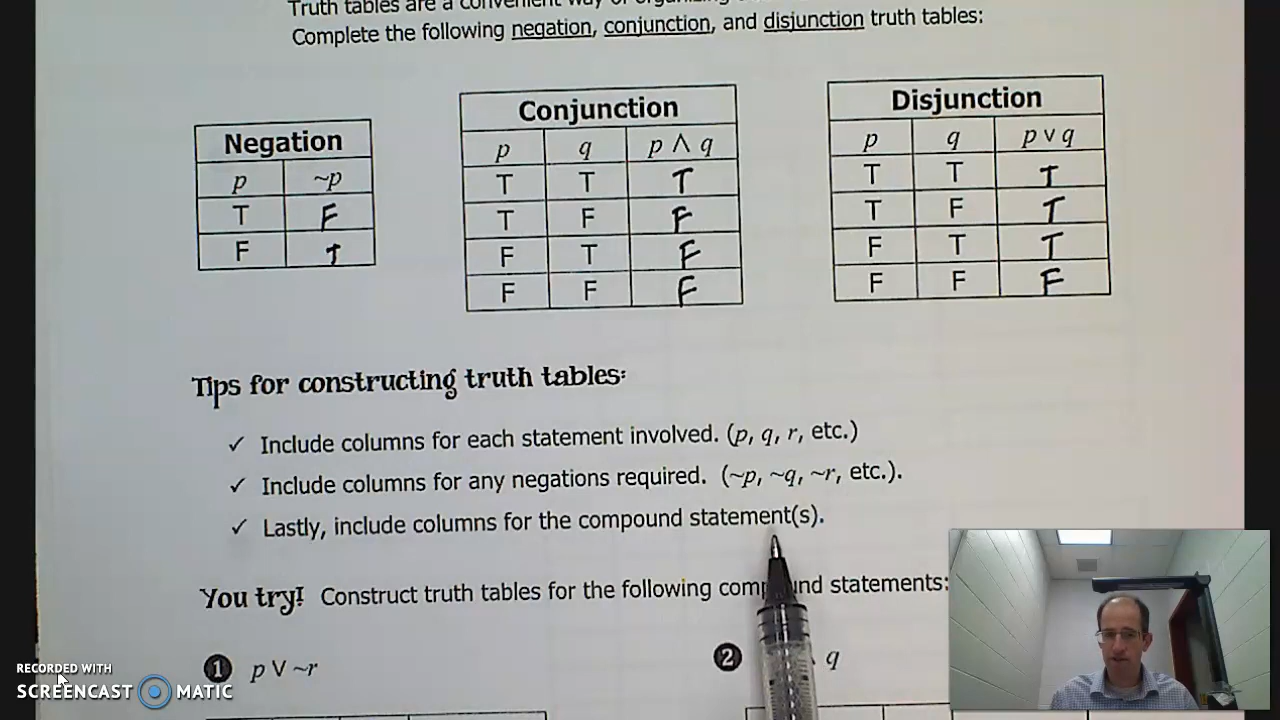 Truth tables are a convenient way of
Complete the following negation, conjunction, and disjunction truth tables:
Negation
p ~p
T F
F T
Conjunction
p q p ∧ q
T T T
T F F
F T F
F F F
Disjunction
p q p ∨ q
T T T
T F T
F T T
F F F
Tips for constructing truth tables:
✓ Include columns for each statement involved. (p, q, r, etc.)
✓ Include columns for any negations required. (~p, ~q, ~r, etc.).
✓ Lastly, include columns for the compound statement(s).
You try! Construct truth tables for the following compound statements:
1 p ∨ ~r
2 q
RECORDED WITH
SCREENCAST MATIC